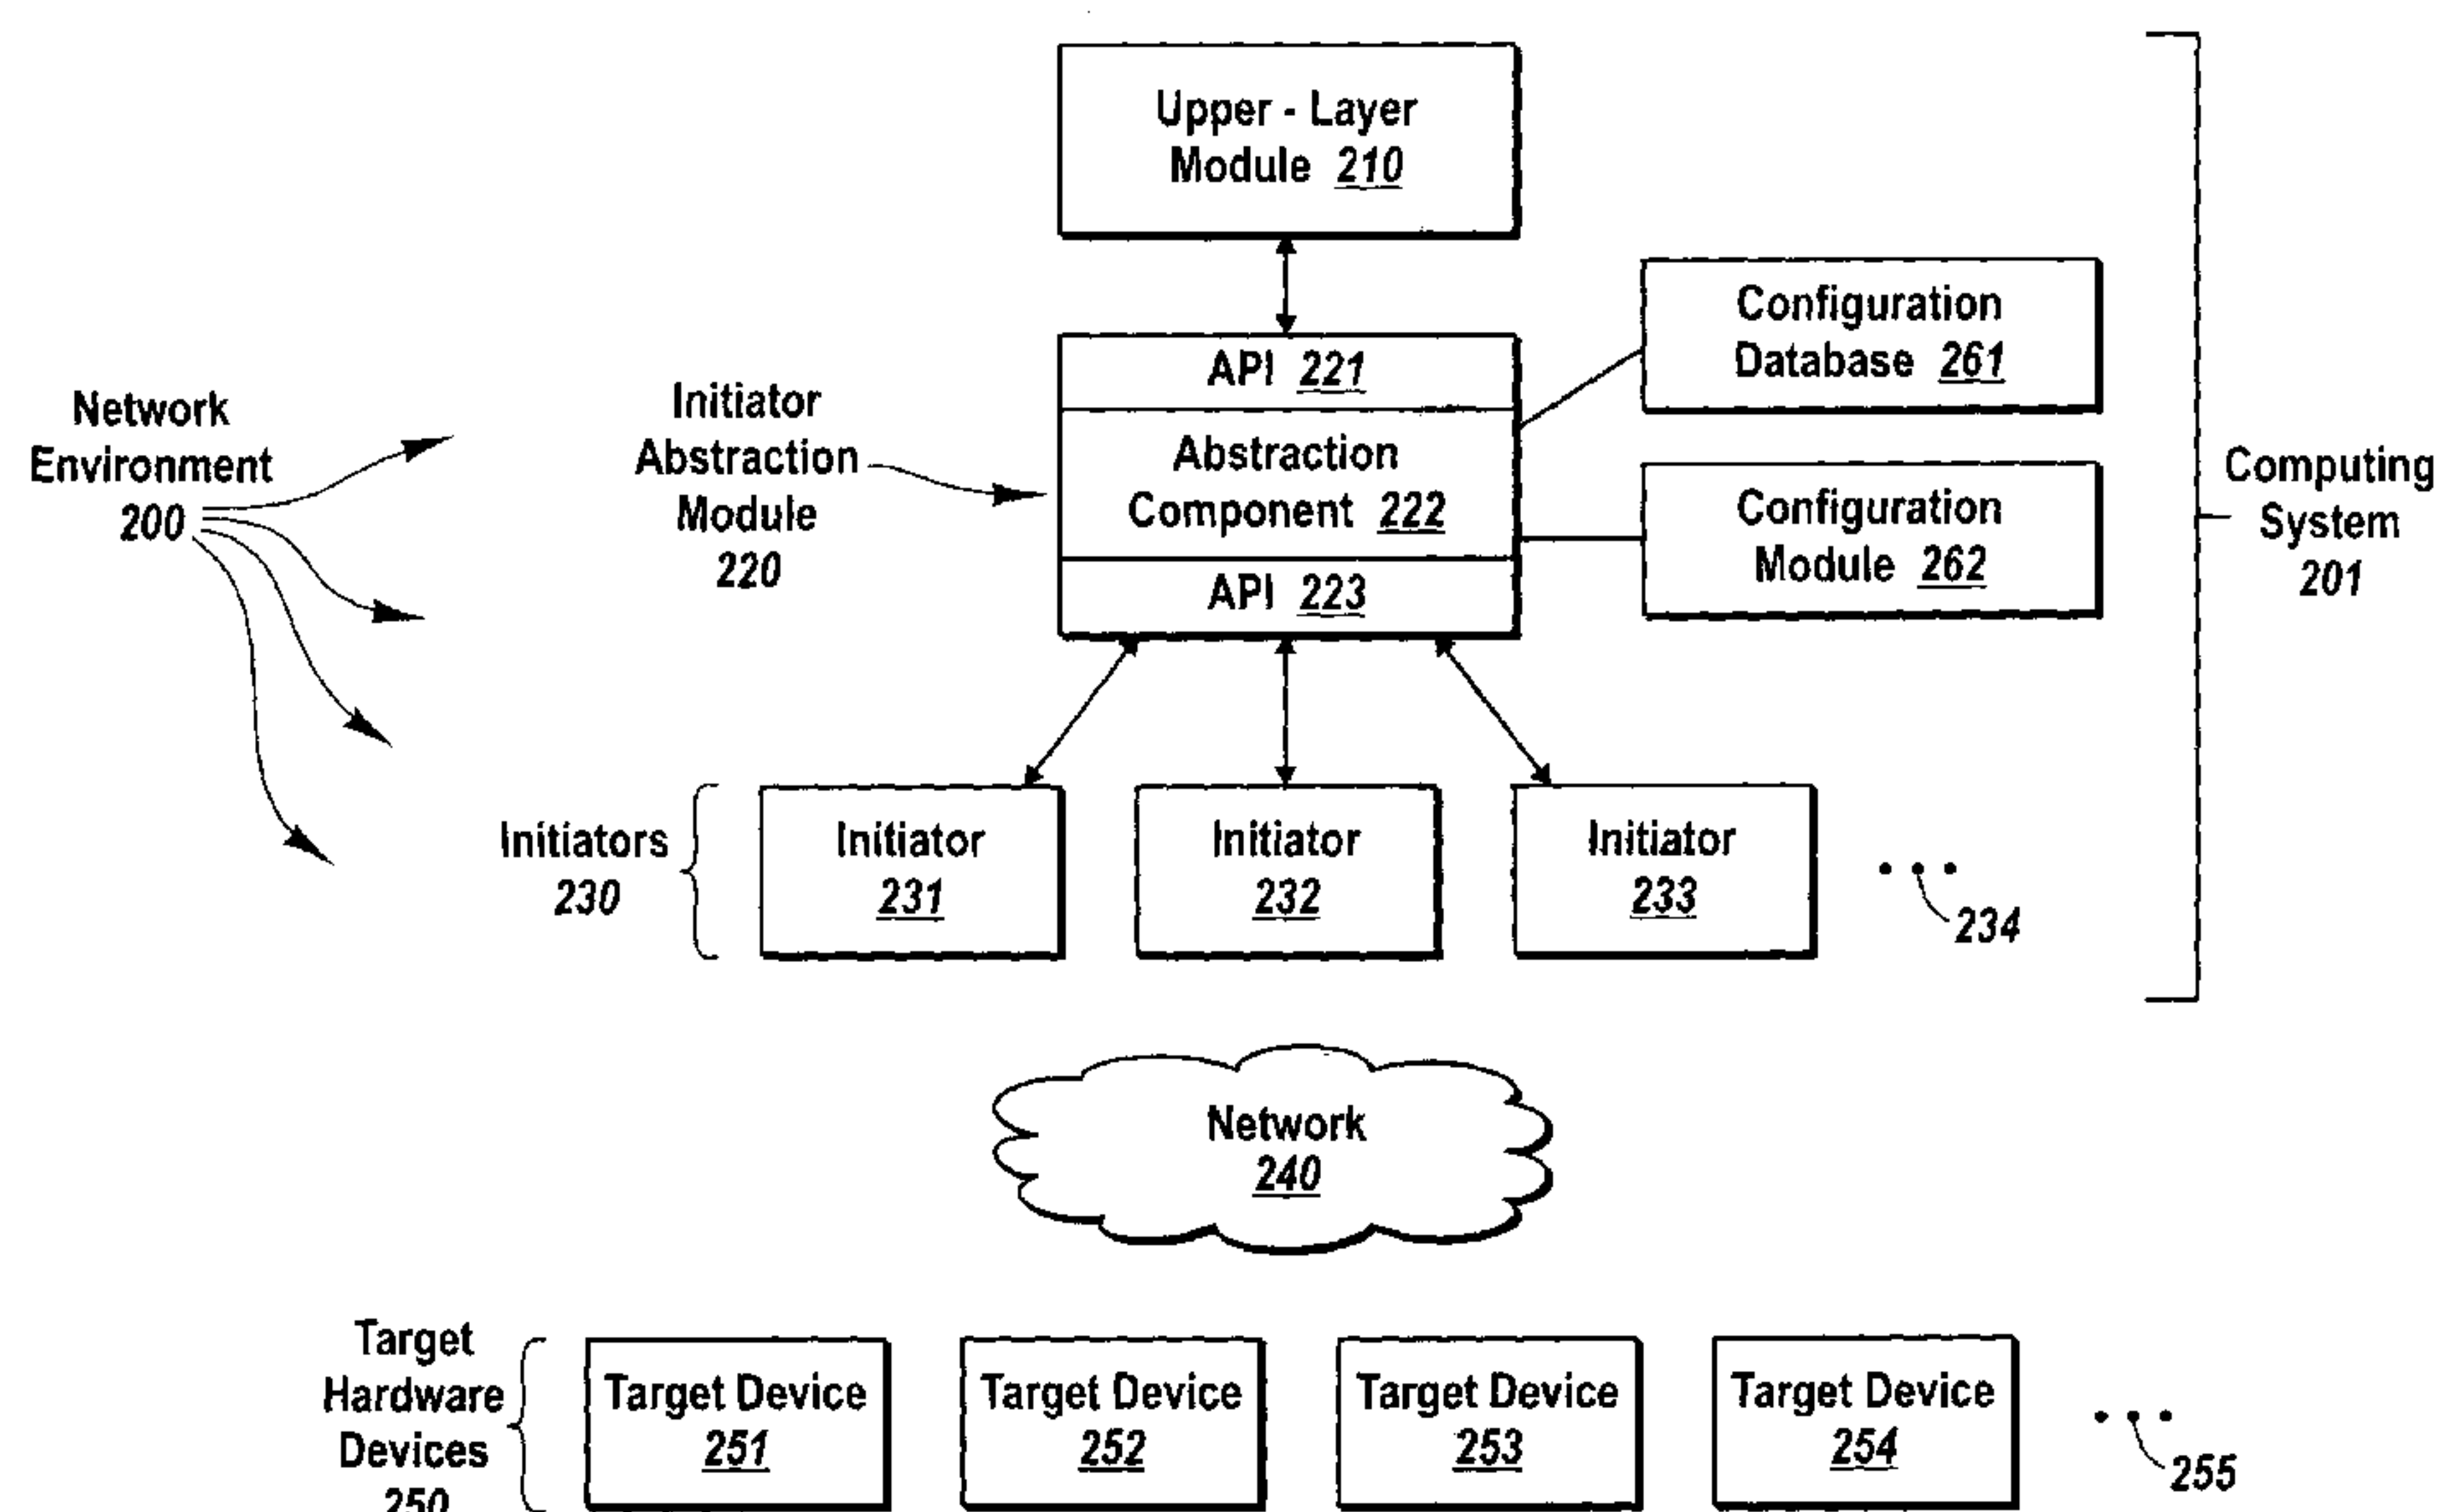 Upper - Layer
Module 210
API 221
Abstraction
Component 222
API 223
Configuration
Database 261
Configuration
Module 262
Computing
System
201
Network
Environment
200
Initiator
Abstraction
Module
220
Initiators
230
Initiator
231
Initiator
232
Initiator
233
234
Network
240
Target
Hardware
Devices
250
Target Device
251
Target Device
252
Target Device
253
Target Device
254
255